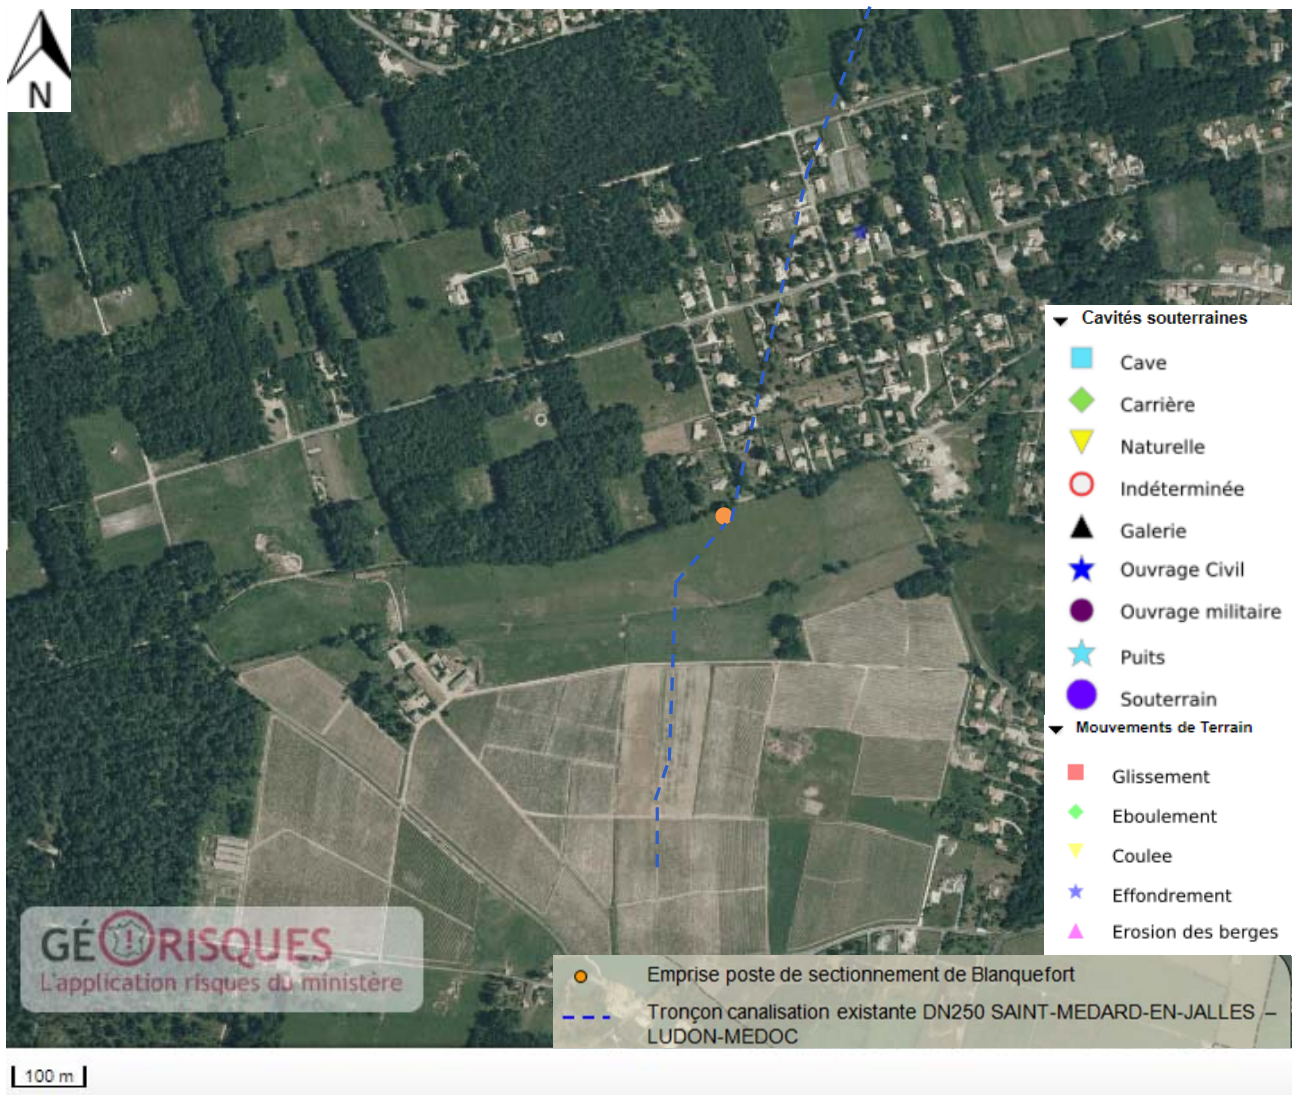 N
Cavités souterraines
Cave
Carrière
Naturelle
Indéterminée
Galerie
Ouvrage Civil
Ouvrage militaire
Puits
Souterrain
Mouvements de Terrain
Glissement
Eboulement
Coulee
Effondrement
Erosion des berges
GÉORISQUES
L'application risques du ministère
Emprise poste de sectionnement de Blanquefort
Tronçon canalisation existante DN250 SAINT-MEDARD-EN-JALLES –
LUDON-MEDOC
100 m